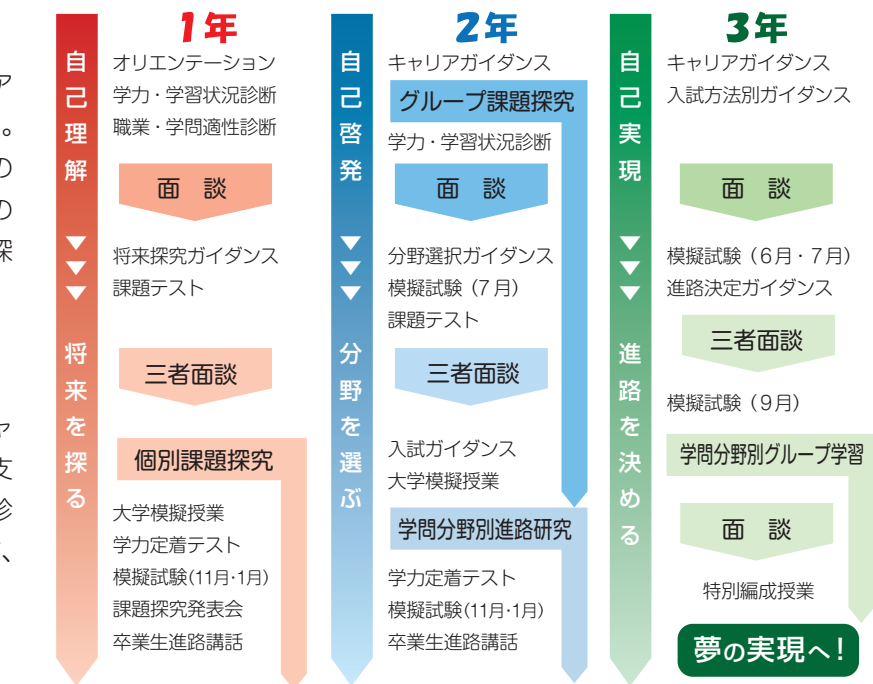 ァ
。
の
の
探
ャ
支
診
、
1年
自己理解
▼▼▼
将来を探る
オリエンテーション
学力・学習状況診断
職業・学問適性診断
面 談
将来探究ガイダンス
課題テスト
三者面談
個別課題探究
大学模擬授業
学力定着テスト
模擬試験(11月・1月)
課題探究発表会
卒業生進路講話
2年
自己啓発
▼▼▼
分野を選ぶ
キャリアガイダンス
グループ課題探究
学力・学習状況診断
面 談
分野選択ガイダンス
模擬試験（7月）
課題テスト
三者面談
入試ガイダンス
大学模擬授業
学問分野別進路研究
学力定着テスト
模擬試験(11月・1月)
卒業生進路講話
3年
自己実現
▼▼▼
進路を決める
キャリアガイダンス
入試方法別ガイダンス
面 談
模擬試験（6月・7月）
進路決定ガイダンス
三者面談
模擬試験（9月）
学問分野別グループ学習
面 談
特別編成授業
夢の実現へ！